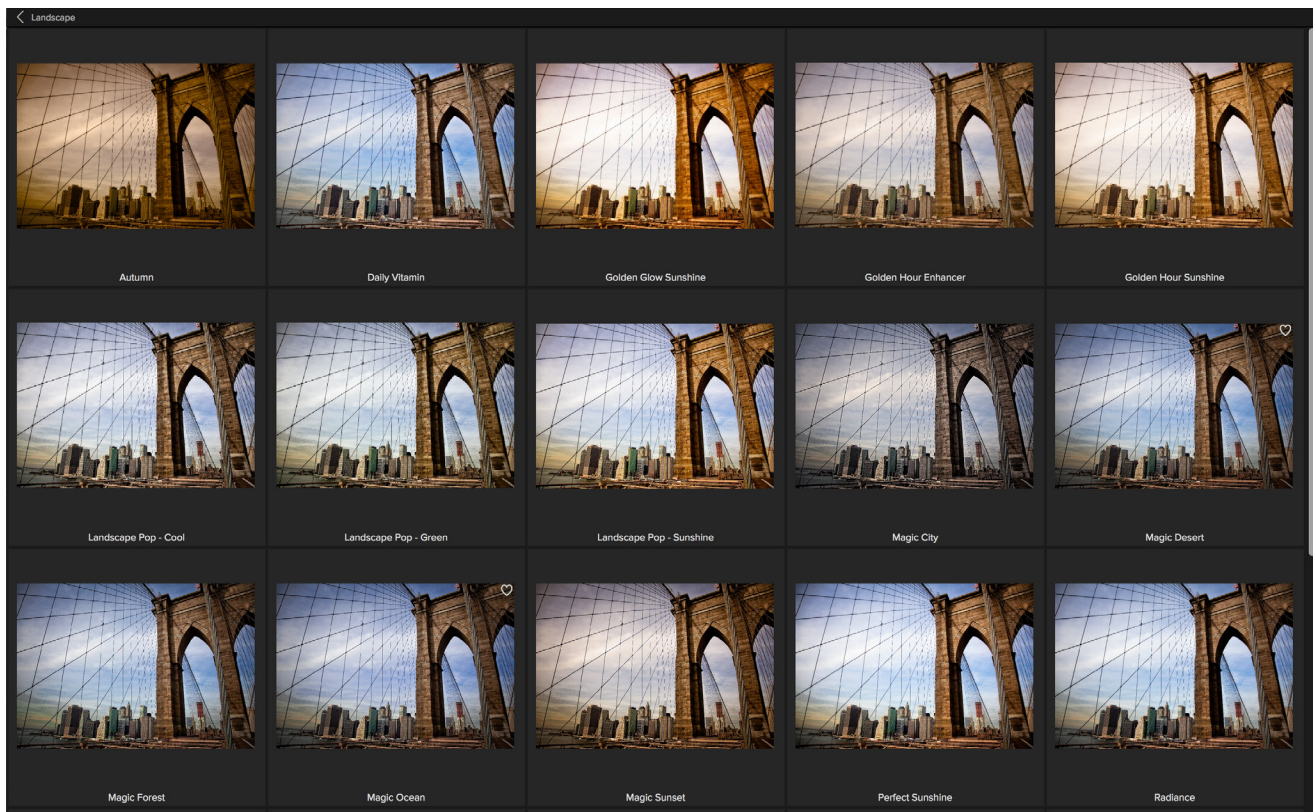 Landscape
Autumn
Daily Vitamin
Golden Glow Sunshine
Golden Hour Enhancer
Golden Hour Sunshine
Landscape Pop - Cool
Landscape Pop - Green
Landscape Pop - Sunshine
Magic City
Magic Desert
Magic Forest
Magic Ocean
Magic Sunset
Perfect Sunshine
Radiance